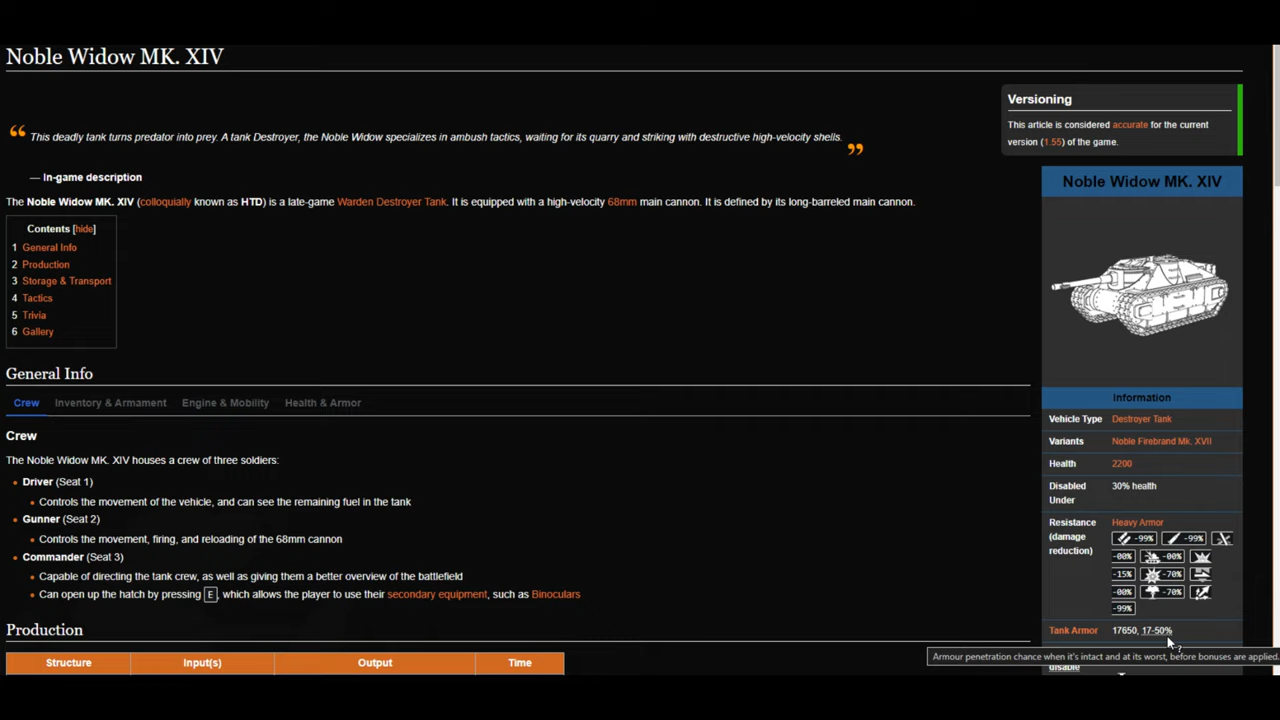 Noble Widow MK. XIV
“ This deadly tank turns predator into prey. A tank Destroyer, the Noble Widow specializes in ambush tactics, waiting for its quarry and striking with destructive high-velocity shells. ”
— In-game description
The Noble Widow MK. XIV (colloquially known as HTD) is a late-game Warden Destroyer Tank. It is equipped with a high-velocity 68mm main cannon. It is defined by its long-barreled main cannon.
Contents [hide]
1 General Info
2 Production
3 Storage & Transport
4 Tactics
5 Trivia
6 Gallery
General Info
Crew Inventory & Armament Engine & Mobility Health & Armor
Crew
The Noble Widow MK. XIV houses a crew of three soldiers:
Driver (Seat 1)
Controls the movement of the vehicle, and can see the remaining fuel in the tank
Gunner (Seat 2)
Controls the movement, firing, and reloading of the 68mm cannon
Commander (Seat 3)
Capable of directing the tank crew, as well as giving them a better overview of the battlefield
Can open up the hatch by pressing E, which allows the player to use their secondary equipment, such as Binoculars
Production
Structure Input(s) Output Time
Versioning
This article is considered accurate for the current
version (1.55) of the game.
Noble Widow MK. XIV
Information
Vehicle Type Destroyer Tank
Variants Noble Firebrand Mk. XVII
Health 2200
Disabled 30% health
Under
Resistance Heavy Armor
(damage -99% -99%
reduction)
-00% -00%
-15% -70%
-00% -70%
-99%
Tank Armor 17650, 17-50%
Armour penetration chance when it's intact and at its worst, before bonuses are applied.
disable